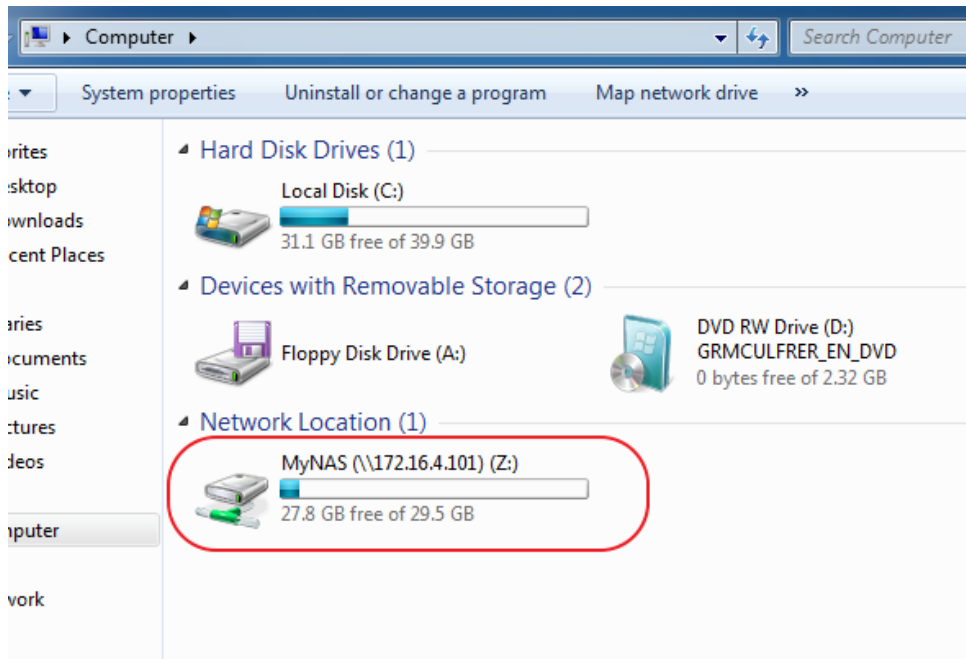 Computer
Search Computer
System properties Uninstall or change a program Map network drive »
Hard Disk Drives (1)
Local Disk (C:)
31.1 GB free of 39.9 GB
Devices with Removable Storage (2)
Floppy Disk Drive (A:)
DVD RW Drive (D:)
GRMCULFRER_EN_DVD
0 bytes free of 2.32 GB
Network Location (1)
MyNAS (\\172.16.4.101) (Z:)
27.8 GB free of 29.5 GB
orites
esktop
ownloads
cent Places
aries
ocuments
usic
ctures
deos
mputer
work